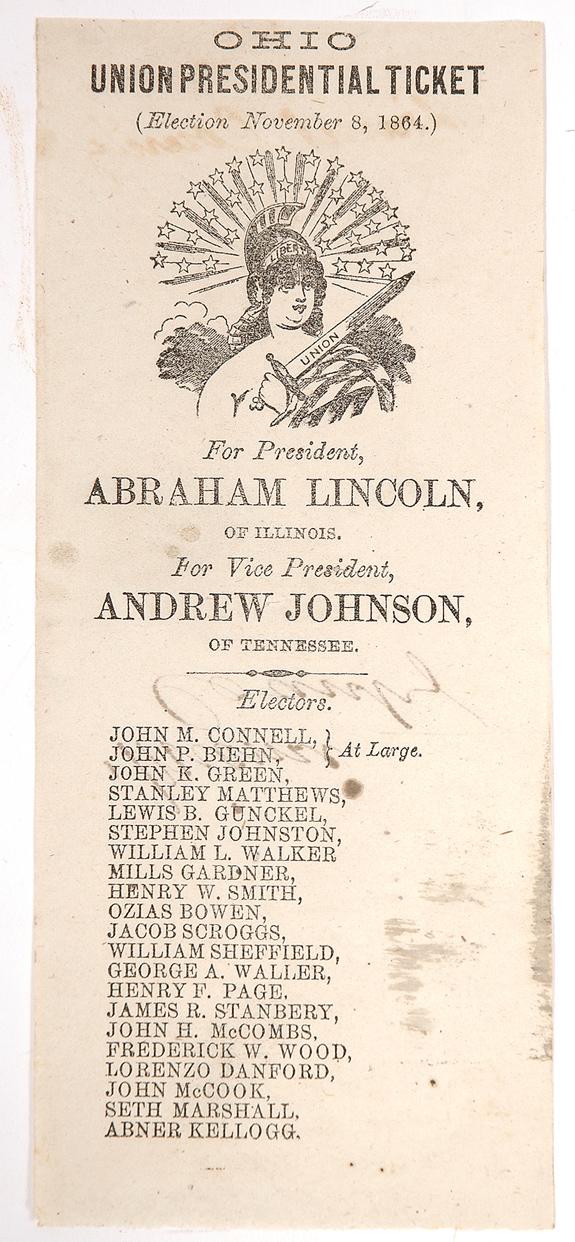 OHIO
UNION PRESIDENTIAL TICKET
(Election November 8, 1864.)
LIBERTY
UNION
For President,
ABRAHAM LINCOLN,
OF ILLINOIS.
For Vice President,
ANDREW JOHNSON,
OF TENNESSEE.
Electors.
JOHN M. CONNELL,
JOHN P. BIEHN, } At Large.
JOHN K. GREEN,
STANLEY MATTHEWS,
LEWIS B. GUNCKEL,
STEPHEN JOHNSTON,
WILLIAM L. WALKER
MILLS GARDNER,
HENRY W. SMITH,
OZIAS BOWEN,
JACOB SCROGGS,
WILLIAM SHEFFIELD,
GEORGE A. WALLER,
HENRY F. PAGE.
JAMES R. STANBERY,
JOHN H. McCOMBS,
FREDERICK W. WOOD,
LORENZO DANFORD,
JOHN McCOOK,
SETH MARSHALL,
ABNER KELLOGG.